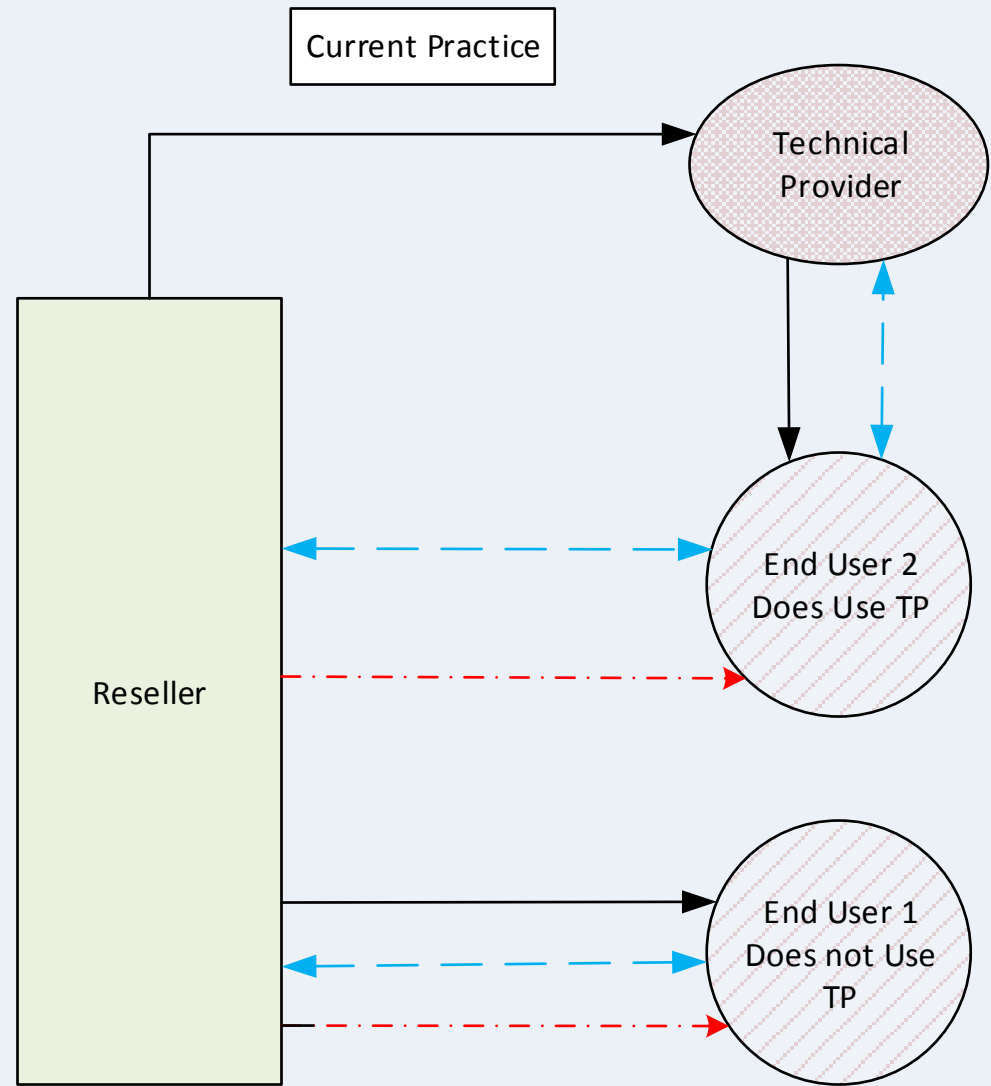 Current Practice
Technical
Provider
End User 2
Does Use TP
Reseller
End User 1
Does not Use
TP